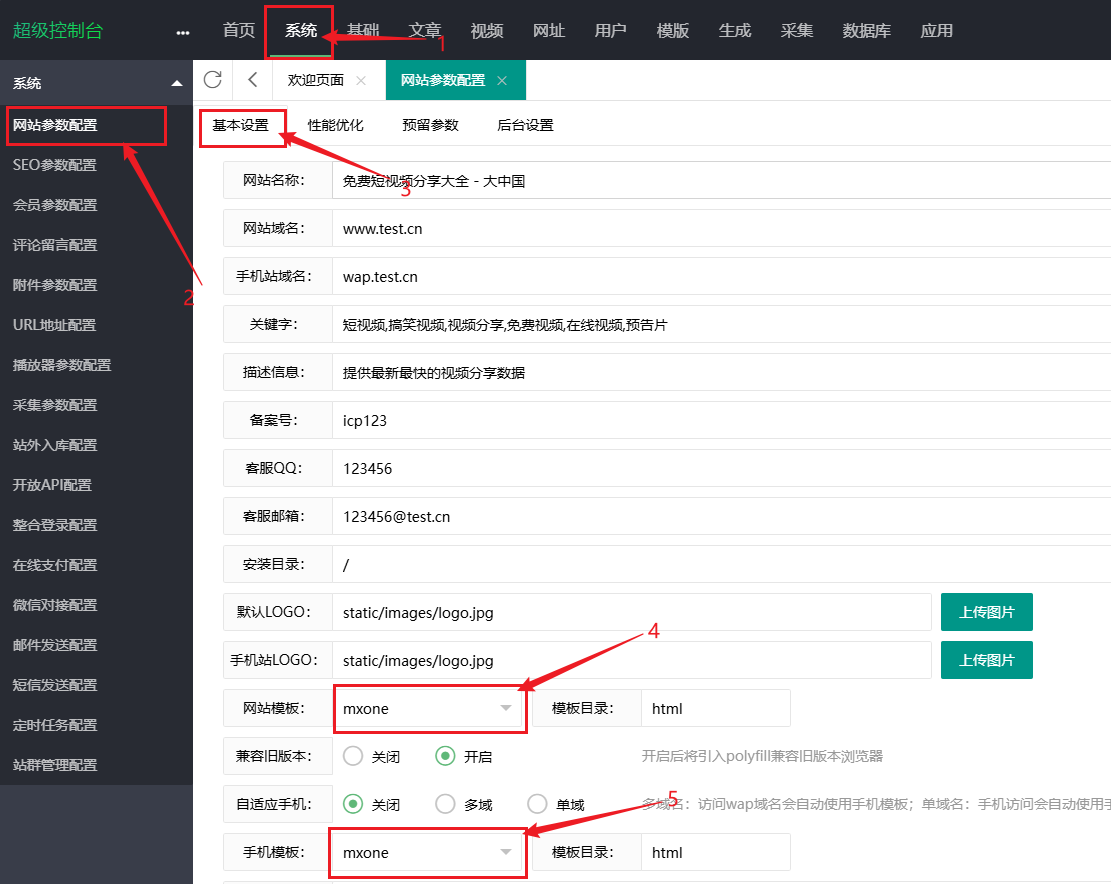 超级控制台 ··· 首页 系统 基础 文章 视频 网址 用户 模版 生成 采集 数据库 应用
1
系统
欢迎页面 × 网站参数配置 ×
网站参数配置
SEO参数配置
会员参数配置
评论留言配置
附件参数配置
URL地址配置
播放器参数配置
采集参数配置
站外入库配置
开放API配置
整合登录配置
在线支付配置
微信对接配置
邮件发送配置
短信发送配置
定时任务配置
站群管理配置
2
基本设置 性能优化 预留参数 后台设置
3
网站名称： 免费短视频分享大全 - 大中国
网站域名： www.test.cn
手机站域名： wap.test.cn
关键字： 短视频,搞笑视频,视频分享,免费视频,在线视频,预告片
描述信息： 提供最新最快的视频分享数据
备案号： icp123
客服QQ： 123456
客服邮箱： 123456@test.cn
安装目录： /
默认LOGO： static/images/logo.jpg 上传图片
4
手机站LOGO： static/images/logo.jpg 上传图片
网站模板： mxone 模板目录： html
兼容旧版本： 关闭 开启 开启后将引入polyfill兼容旧版本浏览器
5
自适应手机： 关闭 多域 单域 多域名：访问wap域名会自动使用手机模板；单域名：手机访问会自动使用
手机模板： mxone 模板目录： html